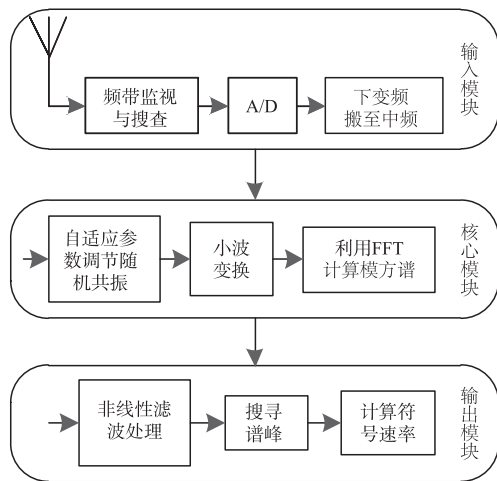 频带监视
与搜查
A/D
下变频
搬至中频
输入模块
自适应参
数调节随
机共振
小波
变换
利用FFT
计算模方谱
核心模块
非线性滤
波处理
搜寻
谱峰
计算符
号速率
输出模块